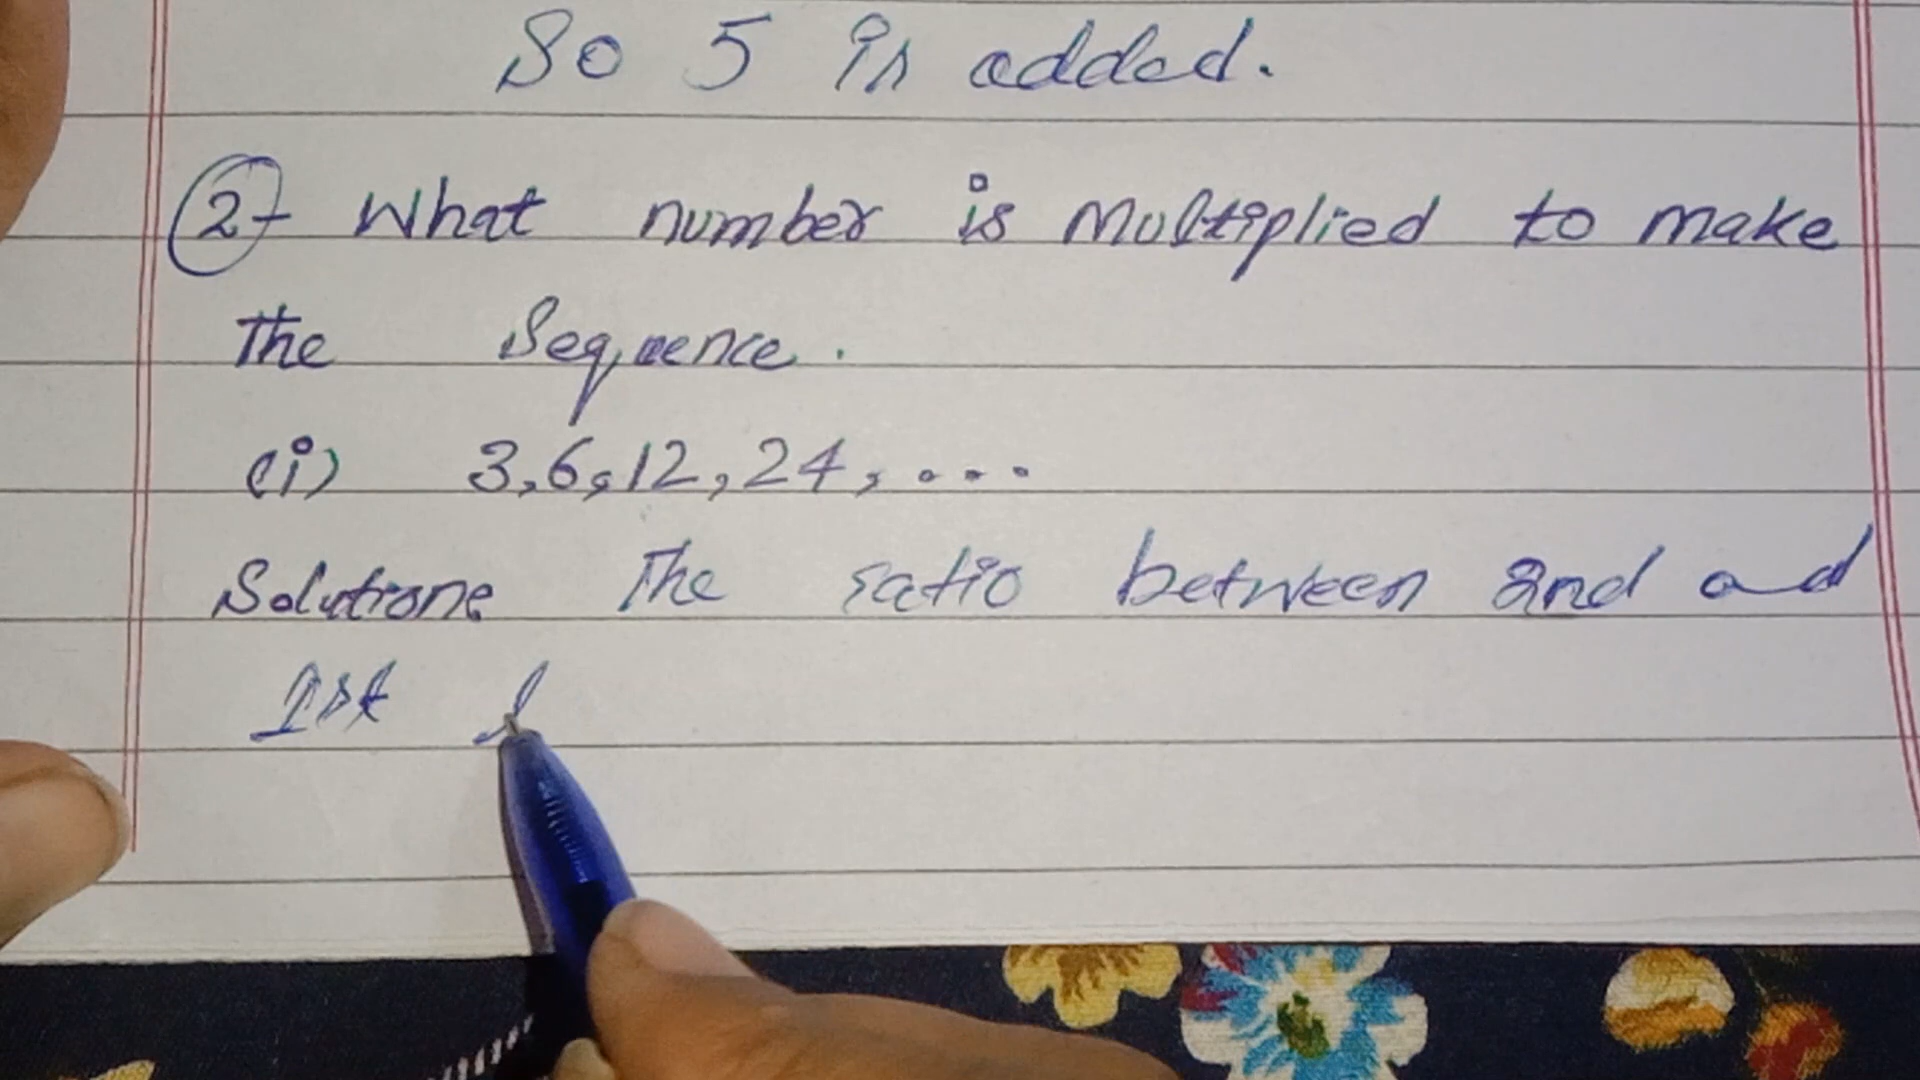 So 5 is added.
2- What number is multiplied to make
the Sequence.
(i) 3,6,12,24, ...
Solution: The ratio between 2nd and
1st